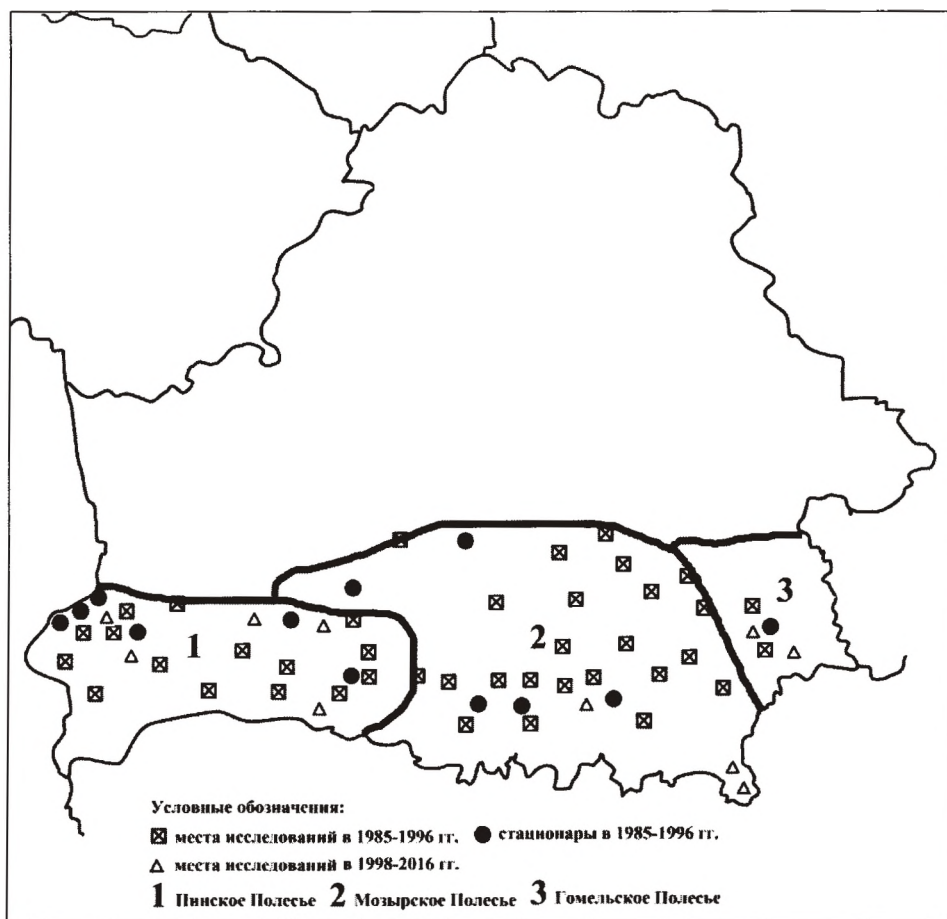 3
2
1
Условные обозначения:
места исследований в 1985-1996 гг. стационары в 1985-1996 гг.
места исследований в 1998-2016 гг.
1 Пинское Полесье 2 Мозырское Полесье 3 Гомельское Полесье